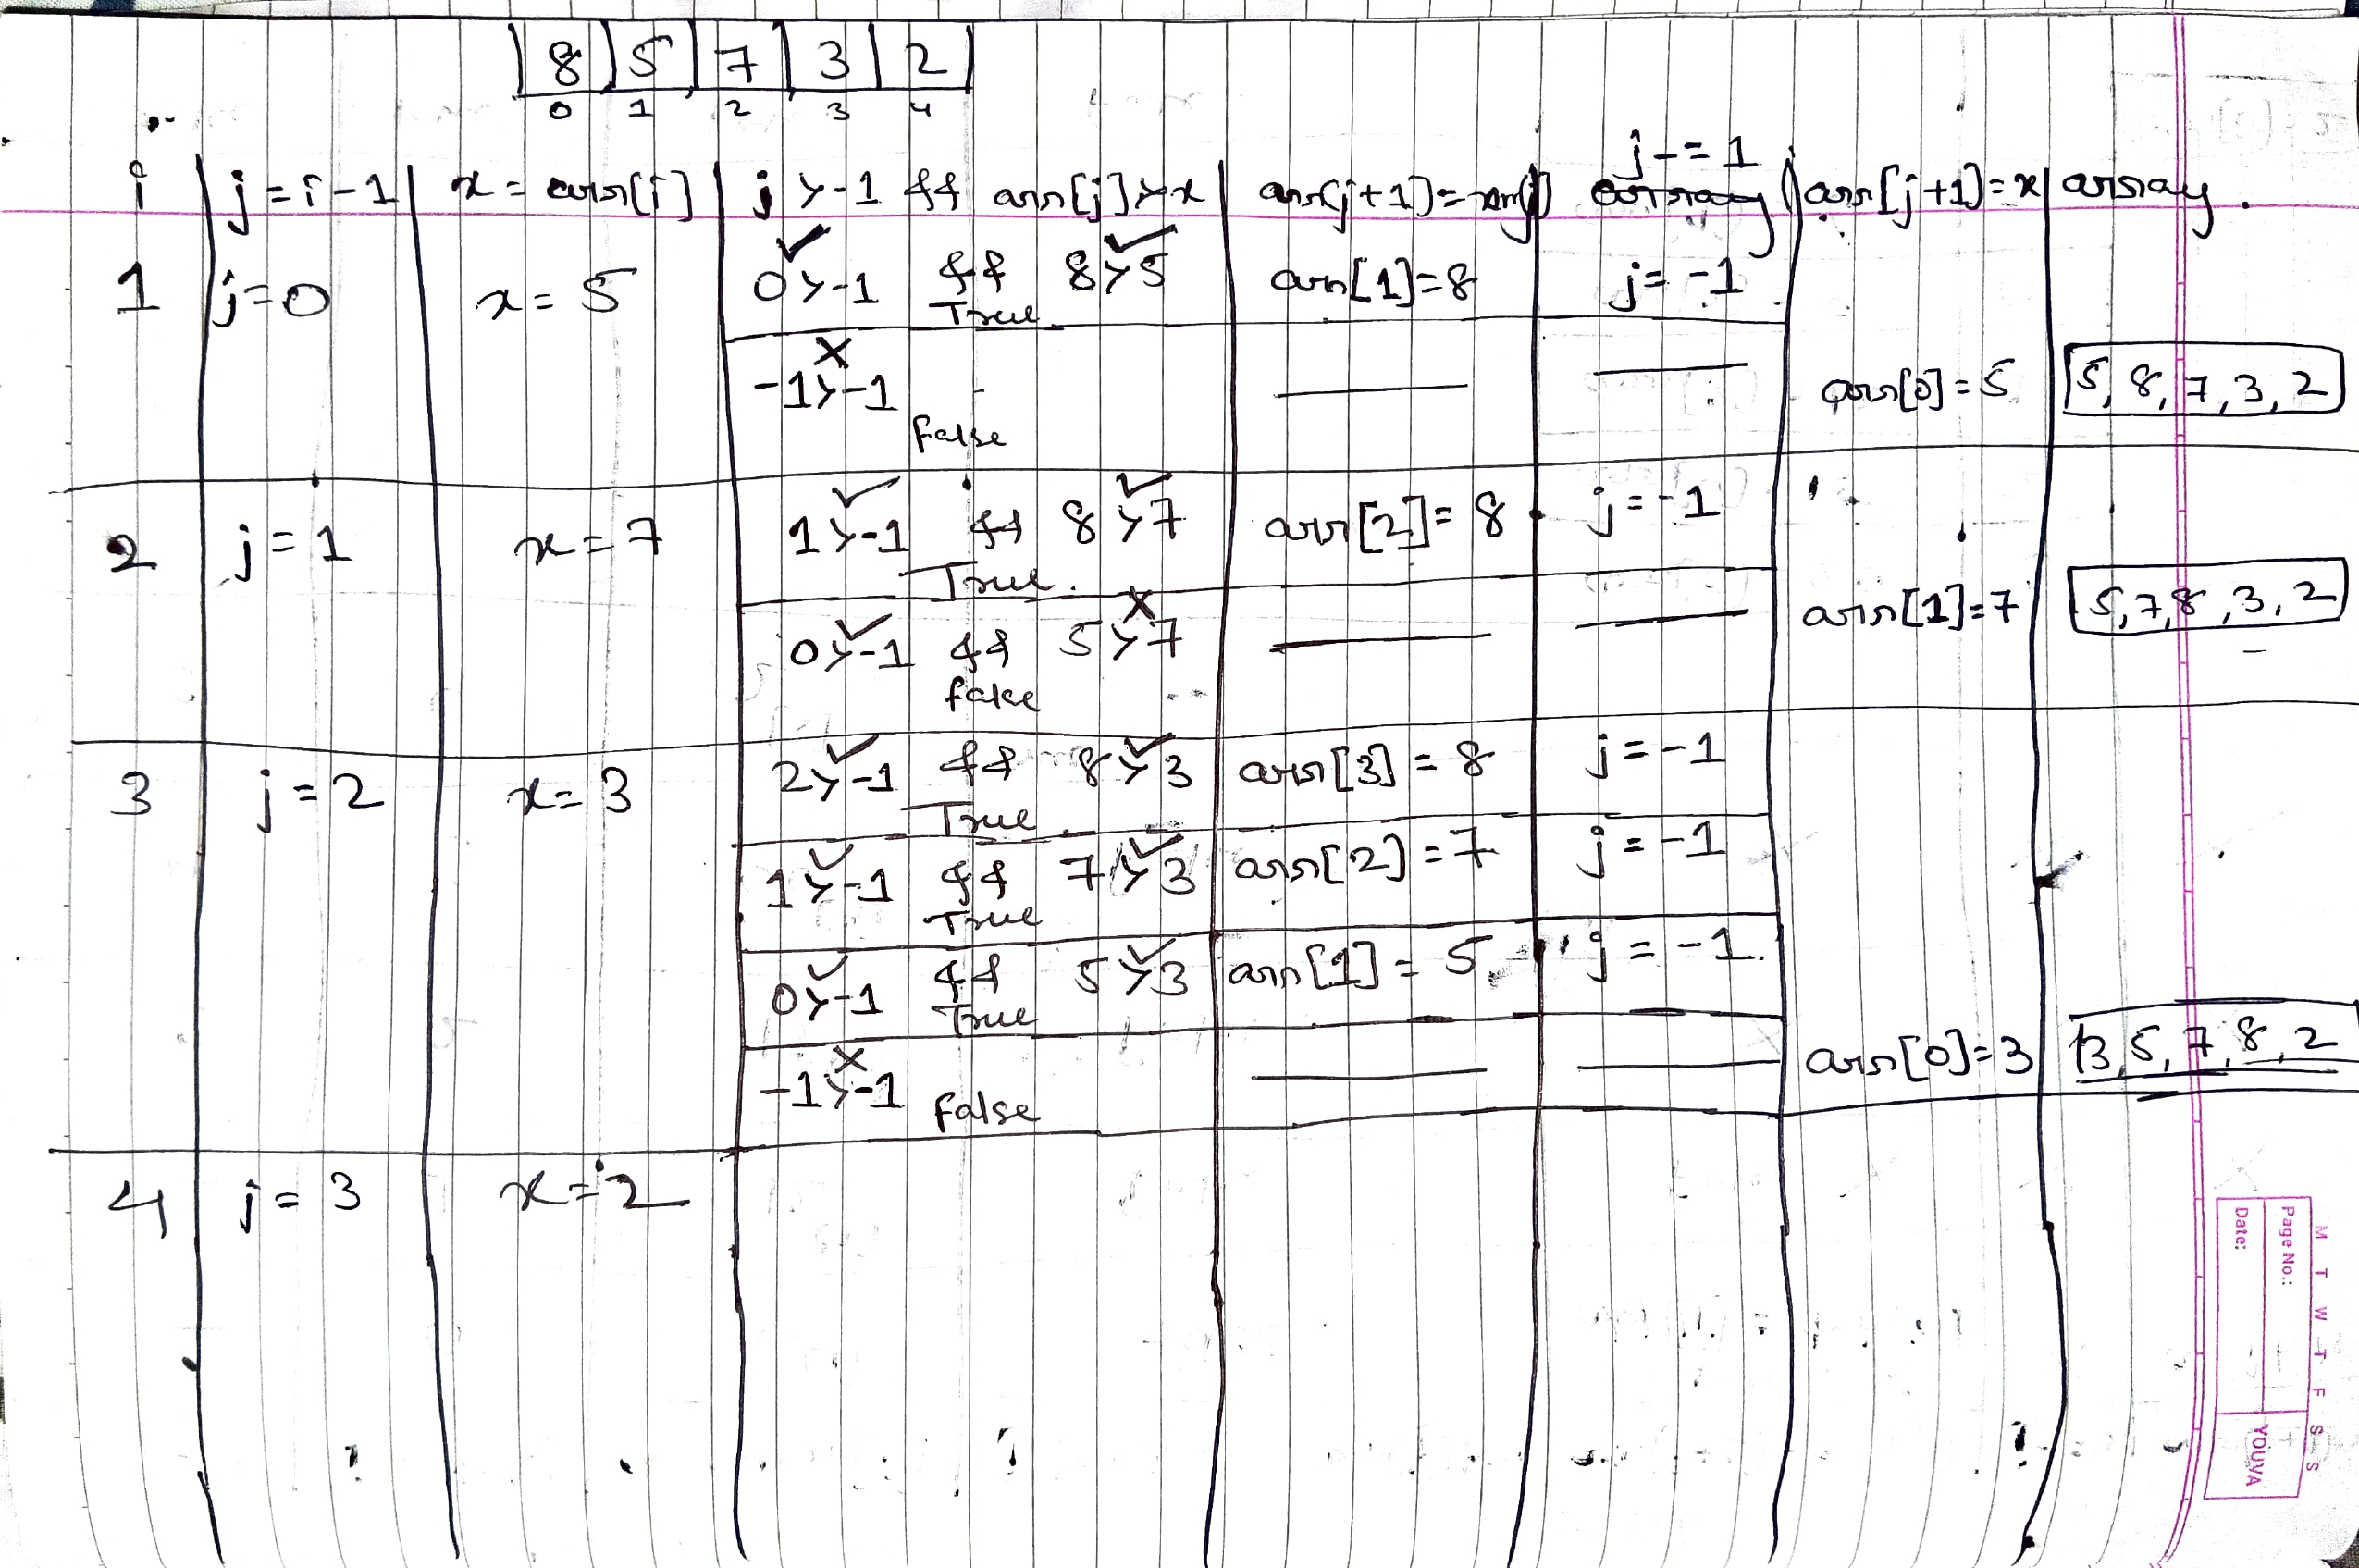 8 5 7 3 2
0 1 2 3 4
j-=1
i j=i-1 x=arr[i] j>-1 && arr[j]>x arr[j+1]=arr[j] arr[j+1]=x array.
1 j=0 x=5 0>-1 && 8>5 arr[1]=8 j=-1
True
-1>-1 arr[0]=5 5,8,7,3,2
false
2 j=1 x=7 1>-1 && 8>7 arr[2]=8 j=-1
True.
0>-1 && 5>7 arr[1]=7 5,7,8,3,2
false
3 j=2 x=3 2>-1 && 8>3 arr[3]=8 j=-1
True
1>-1 && 7>3 arr[2]=7 j=-1
True
0>-1 && 5>3 arr[1]=5 j=-1.
True
-1>-1 false arr[0]=3 3,5,7,8,2
4 j=3 x=2
M T W T F S S
Page No.:
Date:
YOUVA